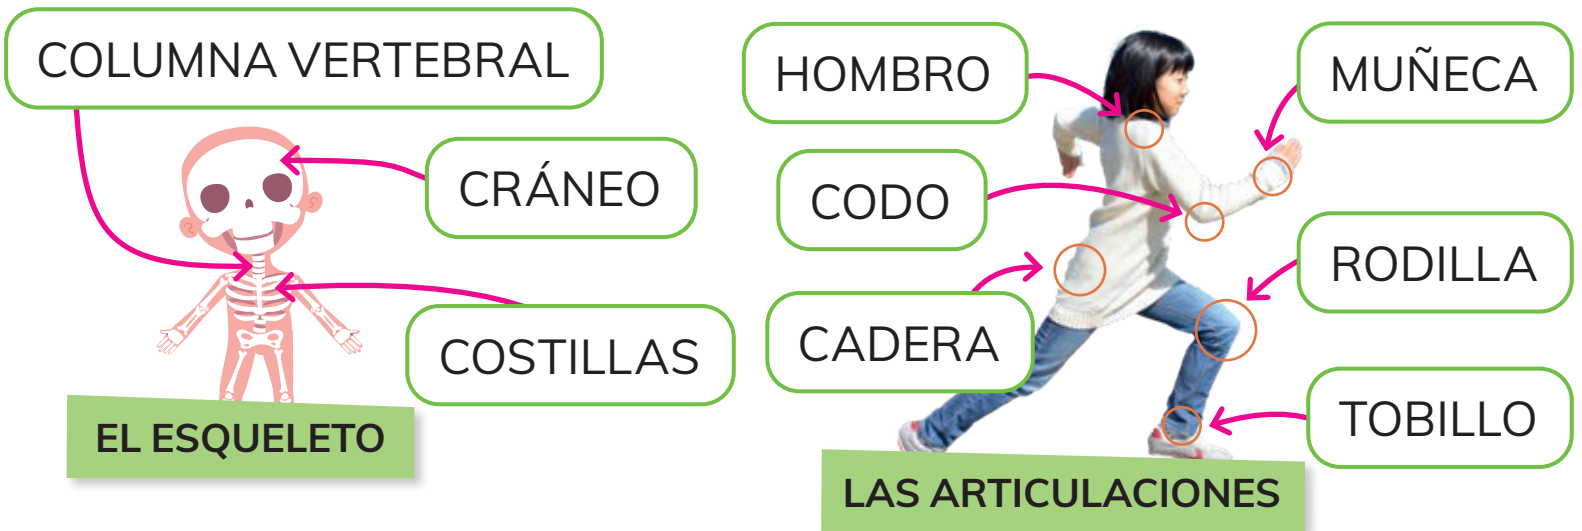 COLUMNA VERTEBRAL
CRÁNEO
COSTILLAS
EL ESQUELETO
HOMBRO
MUÑECA
CODO
RODILLA
CADERA
TOBILLO
LAS ARTICULACIONES